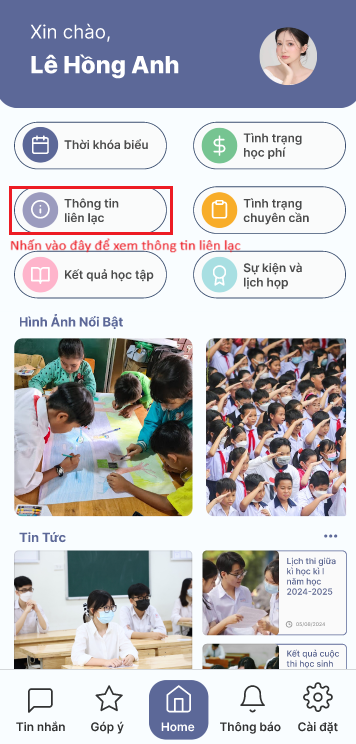 Xin chào,
Lê Hồng Anh
Thời khóa biểu
Tình trạng
học phí
Thông tin
liên lạc
Tình trạng
chuyên cần
Nhấn vào đây để xem thông tin liên lạc
Kết quả học tập
Sự kiện và
lịch họp
Hình Ảnh Nổi Bật
Tin Tức
Lịch thi giữa
kì học kì I
năm học
2024-2025
05/08/2024
Kết quả cuộc
thi học sinh
Tin nhắn
Góp ý
Home
Thông báo
Cài đặt